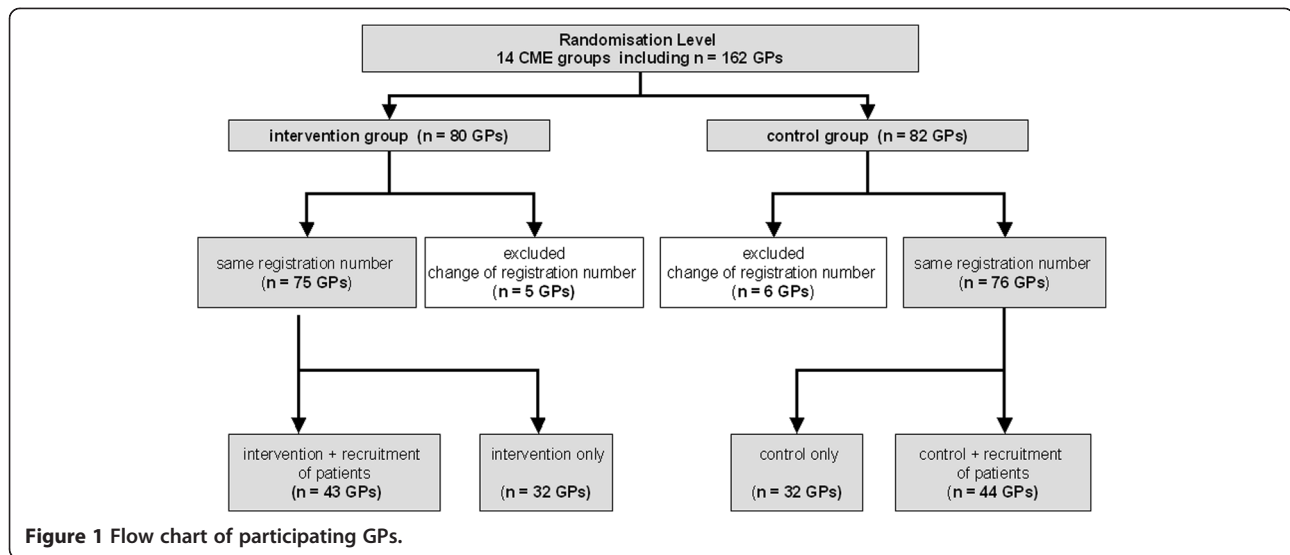 Randomisation Level
14 CME groups including n = 162 GPs
intervention group (n = 80 GPs)
control group (n = 82 GPs)
same registration number
(n = 75 GPs)
excluded
change of registration number
(n = 5 GPs)
excluded
change of registration number
(n = 6 GPs)
same registration number
(n = 76 GPs)
intervention + recruitment
of patients
(n = 43 GPs)
intervention only
(n = 32 GPs)
control only
(n = 32 GPs)
control + recruitment
of patients
(n = 44 GPs)
Figure 1 Flow chart of participating GPs.